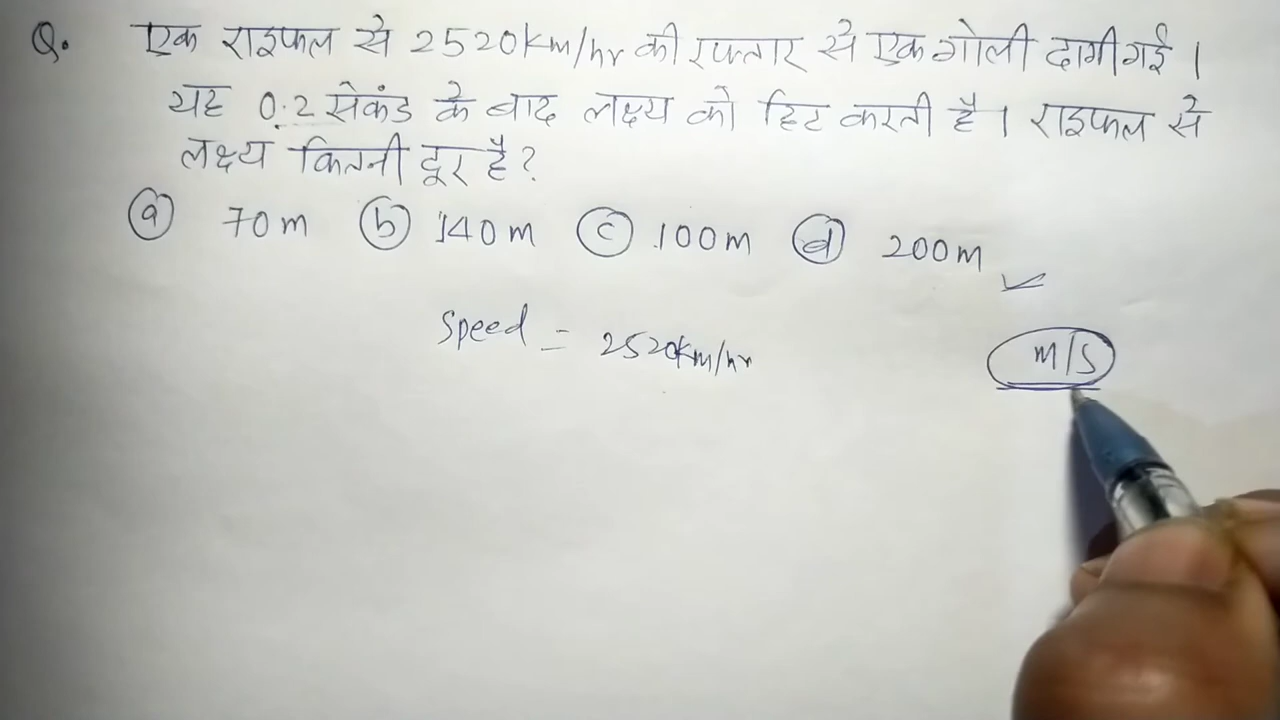 Q. एक राइफल से 2520km/hr की रफ्तार से एक गोली दागी गई।
यह 0.2 सेकंड के बाद लक्ष्य को हिट करती है। राइफल से
लक्ष्य कितनी दूर है?
(a) 70m (b) 140m (c) 100m (d) 200m
Speed = 2520km/hr
m/s